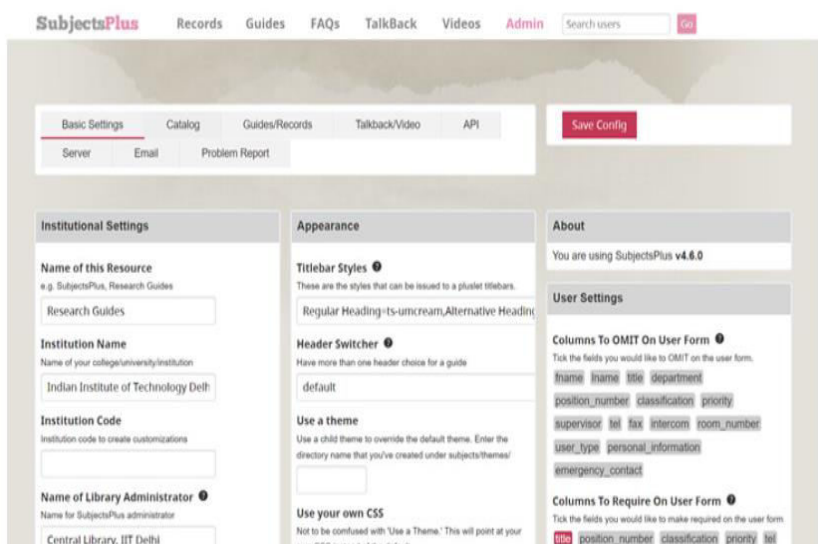 SubjectsPlus Records Guides FAQs TalkBack Videos Admin Search users Go
Basic Settings Catalog Guides/Records Talkback/Video API
Server Email Problem Report
Save Config
Institutional Settings
Name of this Resource
e.g. SubjectsPlus, Research Guides
Research Guides
Institution Name
Name of your college/university/institution
Indian Institute of Technology Delh
Institution Code
Institution code to create customizations
Name of Library Administrator
Name for SubjectsPlus administrator
Central Library, IIT Delhi
Appearance
Titlebar Styles
These are the styles that can be issued to a pluslet titlebars.
Regular Heading=ts-umcream,Alternative Heading
Header Switcher
Have more than one header choice for a guide
default
Use a theme
Use a child theme to override the default theme. Enter the
directory name that you've created under subjects/themes/
Use your own CSS
Not to be comfused with 'Use a Theme.' This will point at your
About
You are using SubjectsPlus v4.6.0
User Settings
Columns To OMIT On User Form
Tick the fields you would like to OMIT on the user form.
fname lname title department
position_number classification priority
supervisor tel fax intercom room_number
user_type personal_information
emergency_contact
Columns To Require On User Form
Tick the fields you would like to make required on the user form
title position_number classification priority tel